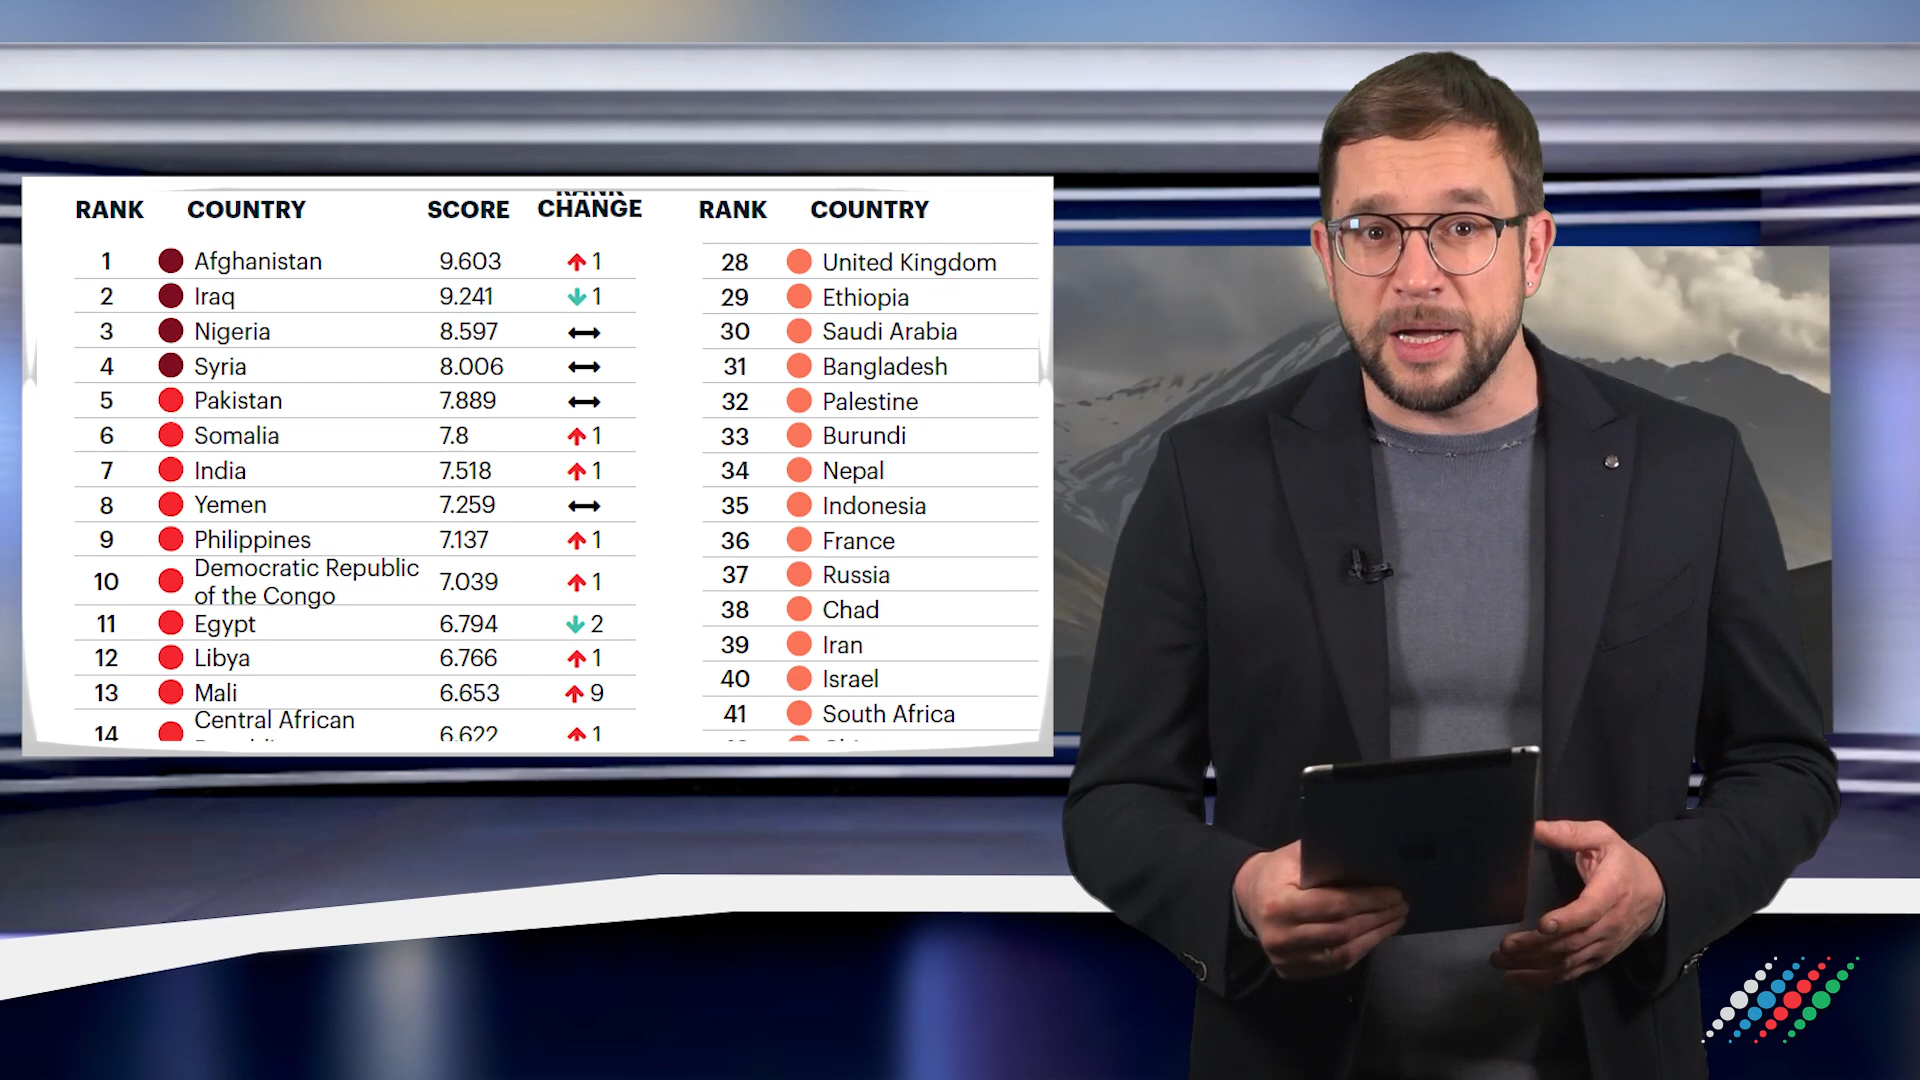 RANK COUNTRY SCORE RANK CHANGE
1 Afghanistan 9.603 1
2 Iraq 9.241 1
3 Nigeria 8.597
4 Syria 8.006
5 Pakistan 7.889
6 Somalia 7.8 1
7 India 7.518 1
8 Yemen 7.259
9 Philippines 7.137 1
10 Democratic Republic of the Congo 7.039 1
11 Egypt 6.794 2
12 Libya 6.766 1
13 Mali 6.653 9
14 Central African 6.622 1
RANK COUNTRY
28 United Kingdom
29 Ethiopia
30 Saudi Arabia
31 Bangladesh
32 Palestine
33 Burundi
34 Nepal
35 Indonesia
36 France
37 Russia
38 Chad
39 Iran
40 Israel
41 South Africa